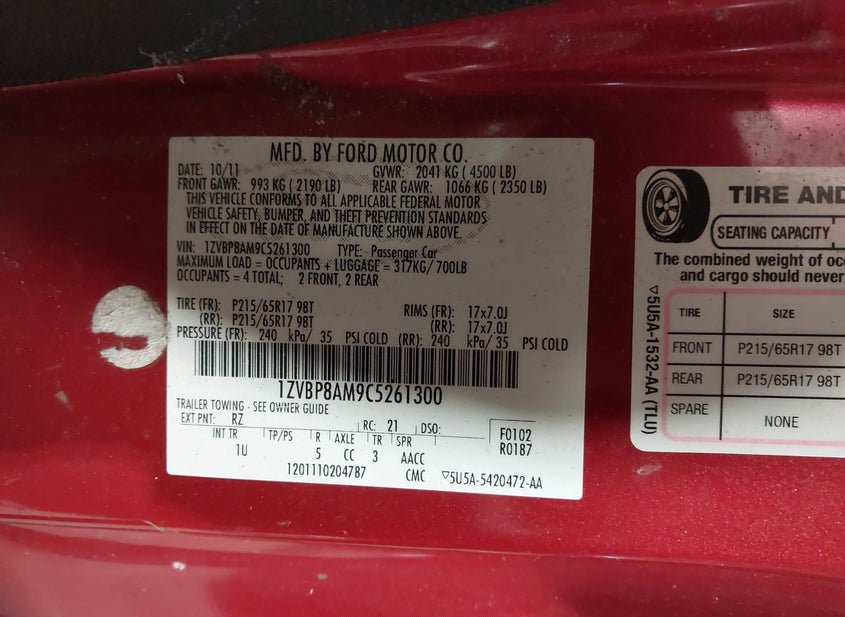 MFD. BY FORD MOTOR CO.
DATE: 10/11 GVWR: 2041 KG ( 4500 LB)
FRONT GAWR: 993 KG ( 2190 LB) REAR GAWR: 1066 KG ( 2350 LB)
THIS VEHICLE CONFORMS TO ALL APPLICABLE FEDERAL MOTOR
VEHICLE SAFETY, BUMPER, AND THEFT PREVENTION STANDARDS
IN EFFECT ON THE DATE OF MANUFACTURE SHOWN ABOVE.
VIN: 1ZVBP8AM9C5261300 TYPE: Passenger Car
MAXIMUM LOAD = OCCUPANTS + LUGGAGE = 317KG/ 700LB
OCCUPANTS = 4 TOTAL; 2 FRONT, 2 REAR
TIRE (FR): P215/65R17 98T RIMS (FR): 17x7.0J
(RR): P215/65R17 98T (RR): 17x7.0J
PRESSURE (FR): 240 kPa/ 35 PSI COLD (RR): 240 kPa/ 35 PSI COLD
1ZVBP8AM9C5261300
TRAILER TOWING - SEE OWNER GUIDE
EXT PNT: RZ RC: 21 DSO: F0102
INT TR TP/PS R AXLE TR SPR R0187
1U 5 CC 3 AACC
1201110204787 CMC ▽5U5A-5420472-AA
TIRE AND
SEATING CAPACITY
The combined weight of occ
and cargo should never
TIRE SIZE
FRONT P215/65R17 98T
REAR P215/65R17 98T
SPARE NONE
▽5U5A-1532-AA (TLU)